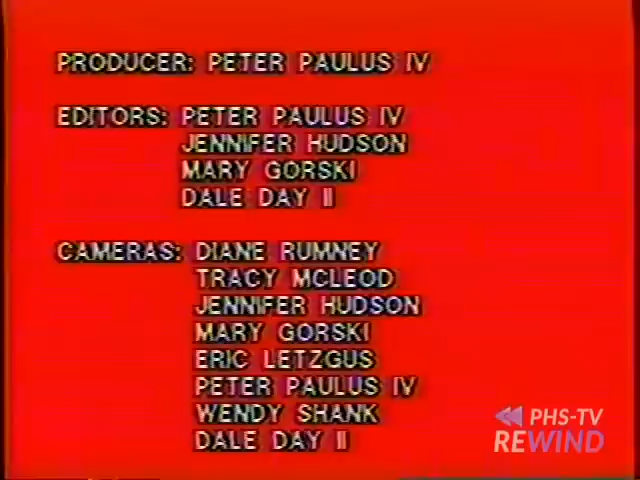 PRODUCER: PETER PAULUS IV
EDITORS: PETER PAULUS IV
JENNIFER HUDSON
MARY GORSKI
DALE DAY II
CAMERAS: DIANE RUMNEY
TRACY MCLEOD
JENNIFER HUDSON
MARY GORSKI
ERIC LETZGUS
PETER PAULUS IV
WENDY SHANK
DALE DAY II
PHS-TV
REWIND